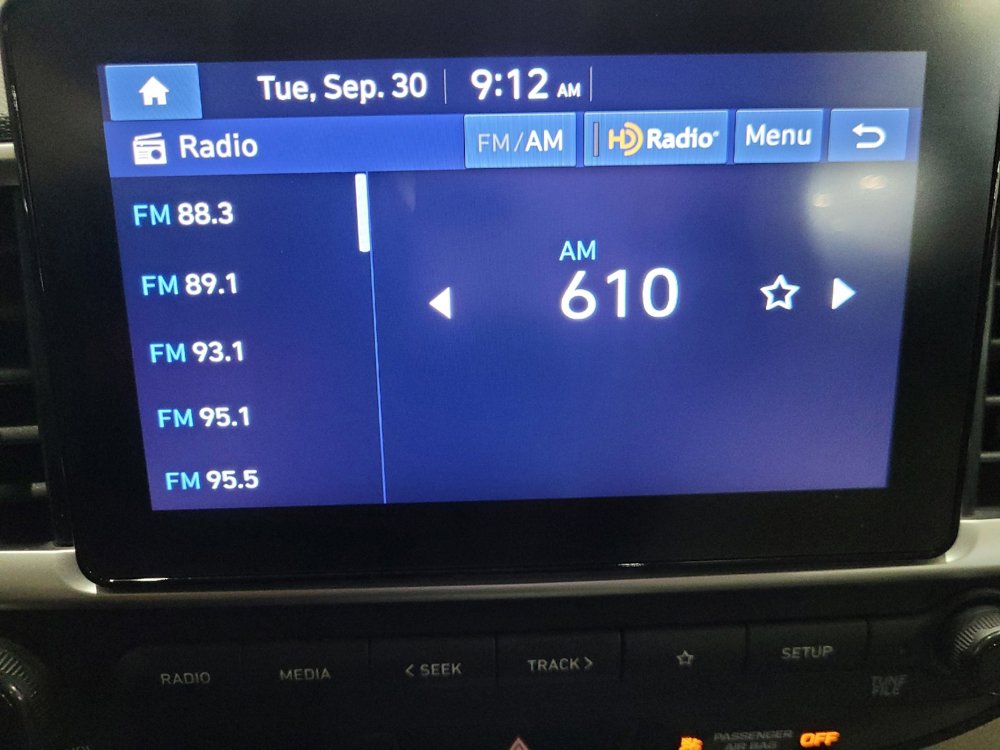 Tue, Sep. 30 9:12 AM
Radio FM/AM HD Radio Menu
FM 88.3
FM 89.1
FM 93.1
FM 95.1
FM 95.5
AM
610
RADIO MEDIA < SEEK TRACK > SETUP
TUNE
FILE
PASSENGER
AIR BAG OFF